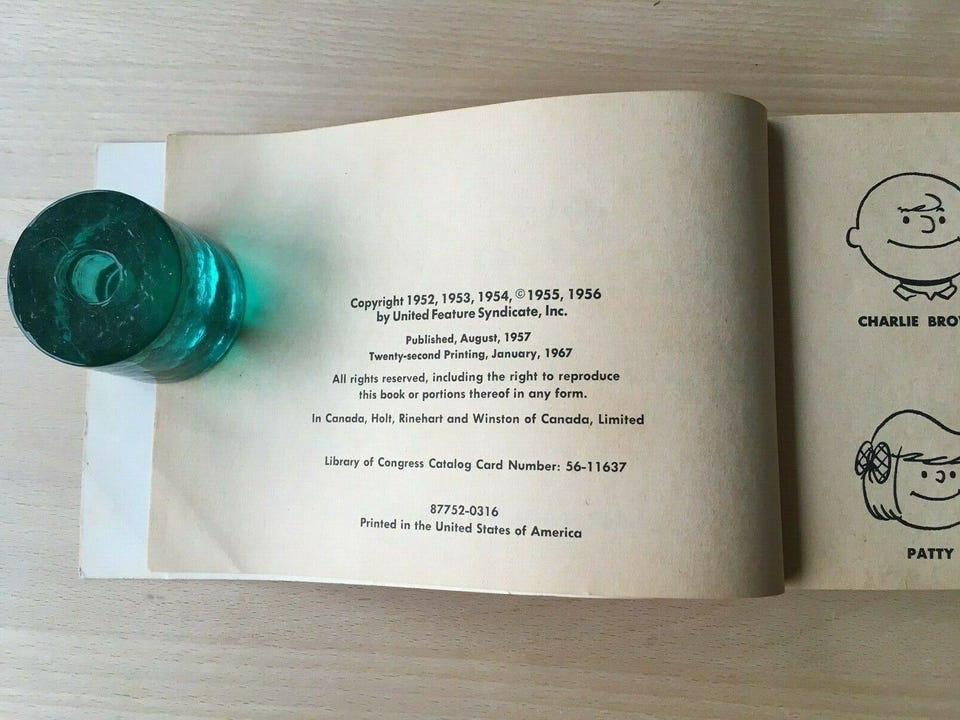 Copyright 1952, 1953, 1954, © 1955, 1956
by United Feature Syndicate, Inc.
Published, August, 1957
Twenty-second Printing, January, 1967
All rights reserved, including the right to reproduce
this book or portions thereof in any form.
In Canada, Holt, Rinehart and Winston of Canada, Limited
Library of Congress Catalog Card Number: 56-11637
87752-0316
Printed in the United States of America
CHARLIE
PATTY